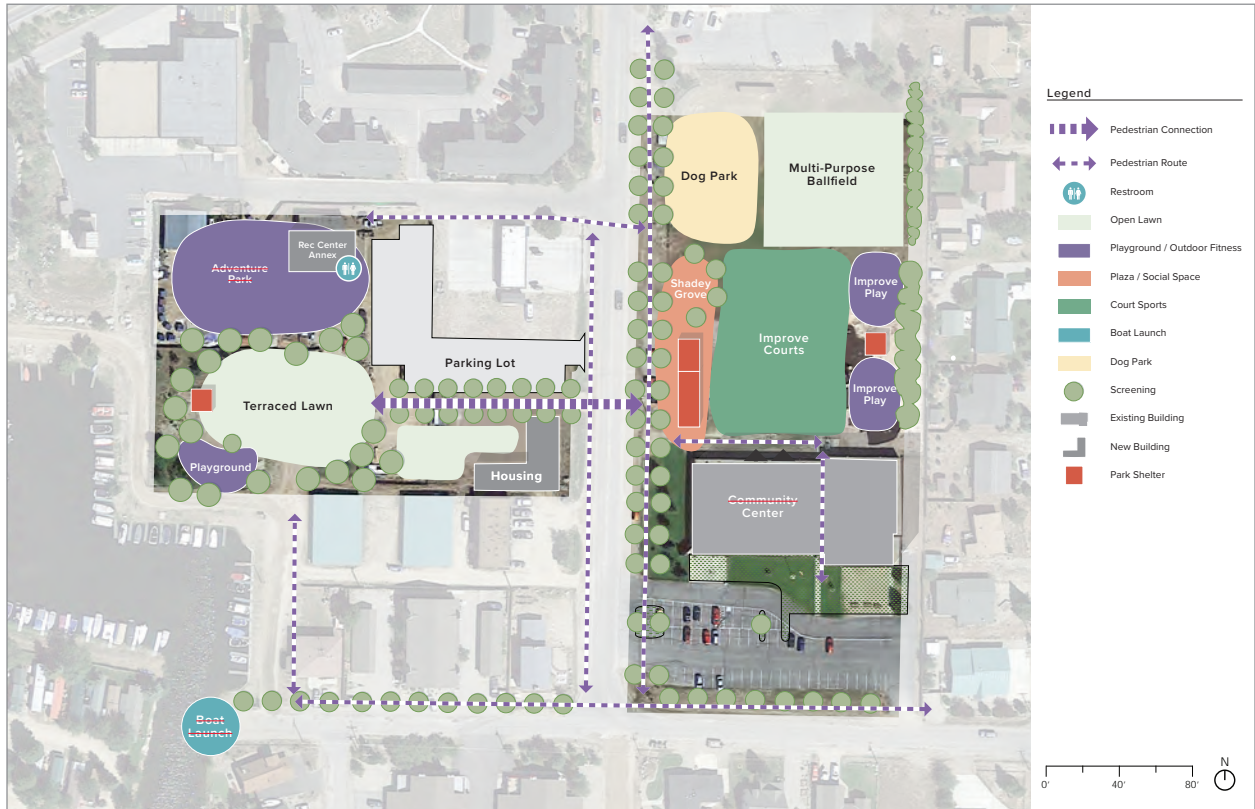 Dog Park
Multi-Purpose
Ballfield
Rec Center
Annex
Adventure
Park
Shadey
Grove
Improve
Play
Improve
Courts
Parking Lot
Improve
Play
Terraced Lawn
Playground
Housing
Community
Center
Boat
Launch
Legend
Pedestrian Connection
Pedestrian Route
Restroom
Open Lawn
Playground / Outdoor Fitness
Plaza / Social Space
Court Sports
Boat Launch
Dog Park
Screening
Existing Building
New Building
Park Shelter
N
0' 40' 80'